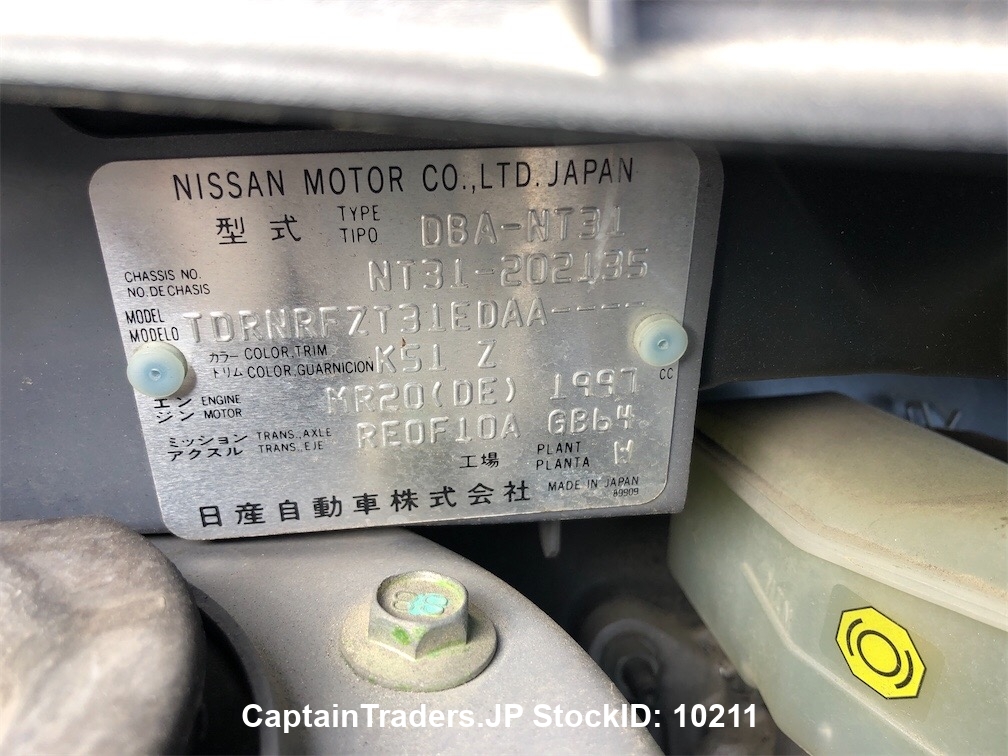 NISSAN MOTOR CO.,LTD. JAPAN
型式 TYPE TIPO DBA-NT31
CHASSIS NO. NO.DECHASIS NT31-202135
MODEL MODELO TDRNRFZT31EDAA----
カラー COLOR,TRIM トリム COLOR,GUARNICION K51 Z
エンジン ENGINE MOTOR MR20(DE) 1997 CC
ミッション アクスル TRANS.,AXLE TRANS.,EJE RE0F10A GB64
工場 PLANT PLANTA W
日産自動車株式会社 MADE IN JAPAN 89909
8
CaptainTraders.JP StockID: 10211